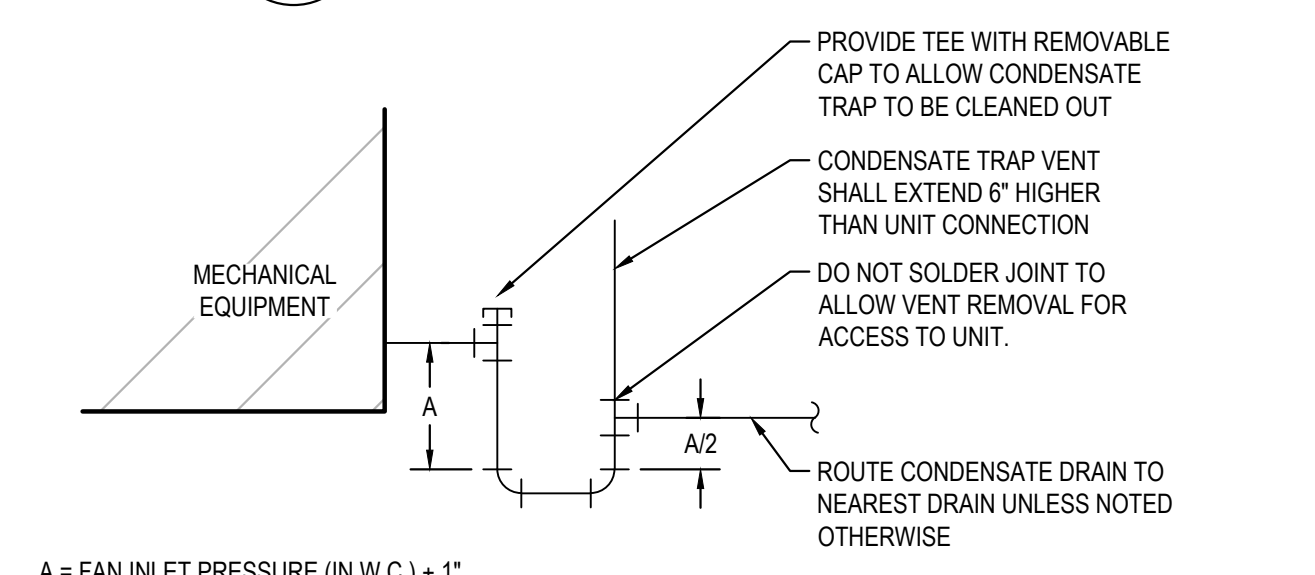 PROVIDE TEE WITH REMOVABLE
CAP TO ALLOW CONDENSATE
TRAP TO BE CLEANED OUT
CONDENSATE TRAP VENT
SHALL EXTEND 6" HIGHER
THAN UNIT CONNECTION
DO NOT SOLDER JOINT TO
ALLOW VENT REMOVAL FOR
ACCESS TO UNIT.
MECHANICAL
EQUIPMENT
A
A/2
ROUTE CONDENSATE DRAIN TO
NEAREST DRAIN UNLESS NOTED
OTHERWISE
A = FAN INLET PRESSURE (IN W.C.) + 1"